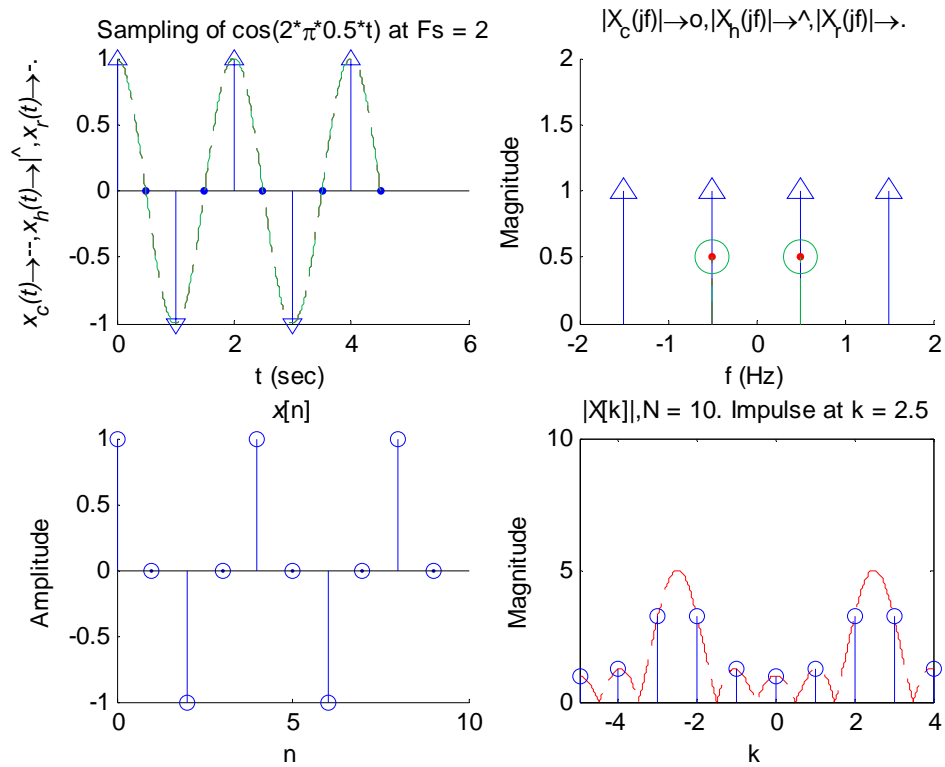 Sampling of cos(2*π*0.5*t) at Fs = 2
x_c(t)→--,x_h(t)→|^,x_r(t)→-.
1
0.5
0
-0.5
-1
0 2 4 6
t (sec)
|X_c(jf)|→o,|X_h(jf)|→^,|X_r(jf)|→.
Magnitude
2
1.5
1
0.5
0
-2 -1 0 1 2
f (Hz)
x[n]
Amplitude
1
0.5
0
-0.5
-1
0 5 10
n
|X[k]|,N = 10. Impulse at k = 2.5
Magnitude
10
5
0
-4 -2 0 2 4
k